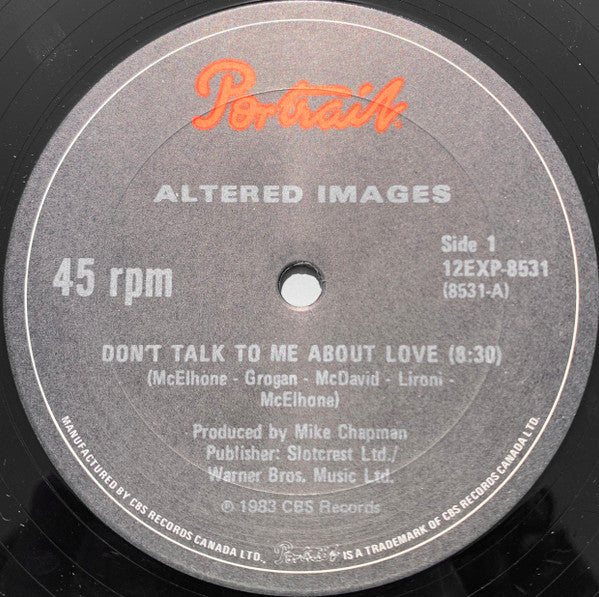 Portrait.
ALTERED IMAGES
45 rpm
Side 1
12EXP-8531
(8531-A)
DON'T TALK TO ME ABOUT LOVE (8:30)
(McElhone - Grogan - McDavid - Lironi -
McElhone)
Produced by Mike Chapman
Publisher: Slotcrest Ltd./
Warner Bros. Music Ltd.
© 1983 CBS Records
MANUFACTURED BY CBS RECORDS CANADA LTD. Portrait IS A TRADEMARK OF CBS RECORDS CANADA LTD.